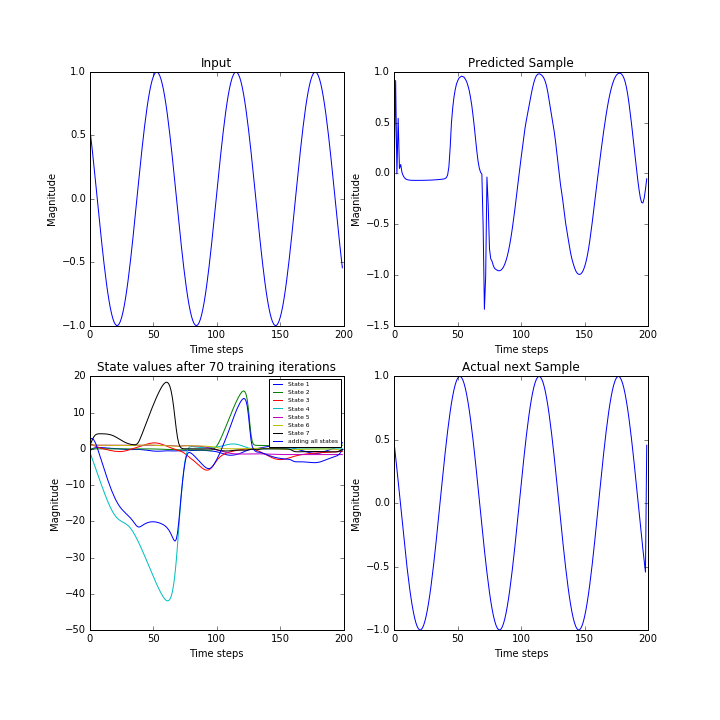 Input
Magnitude
1.0
0.5
0.0
−0.5
−1.0
0
50
100
150
200
Time steps
Predicted Sample
Magnitude
1.0
0.5
0.0
−0.5
−1.0
−1.5
0
50
100
150
200
Time steps
State values after 70 training iterations
Magnitude
20
10
0
−10
−20
−30
−40
−50
0
50
100
150
200
Time steps
State 1
State 2
State 3
State 4
State 5
State 6
State 7
adding all states
Actual next Sample
Magnitude
1.0
0.5
0.0
−0.5
−1.0
0
50
100
150
200
Time steps